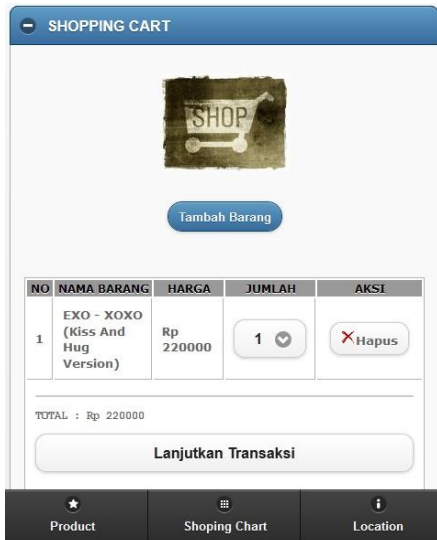 SHOPPING CART
SHOP
Tambah Barang
NO NAMA BARANG HARGA JUMLAH AKSI
1 EXO - XOXO (Kiss And Hug Version) Rp 220000 1 Hapus
TOTAL : Rp 220000
Lanjutkan Transaksi
Product Shoping Chart Location